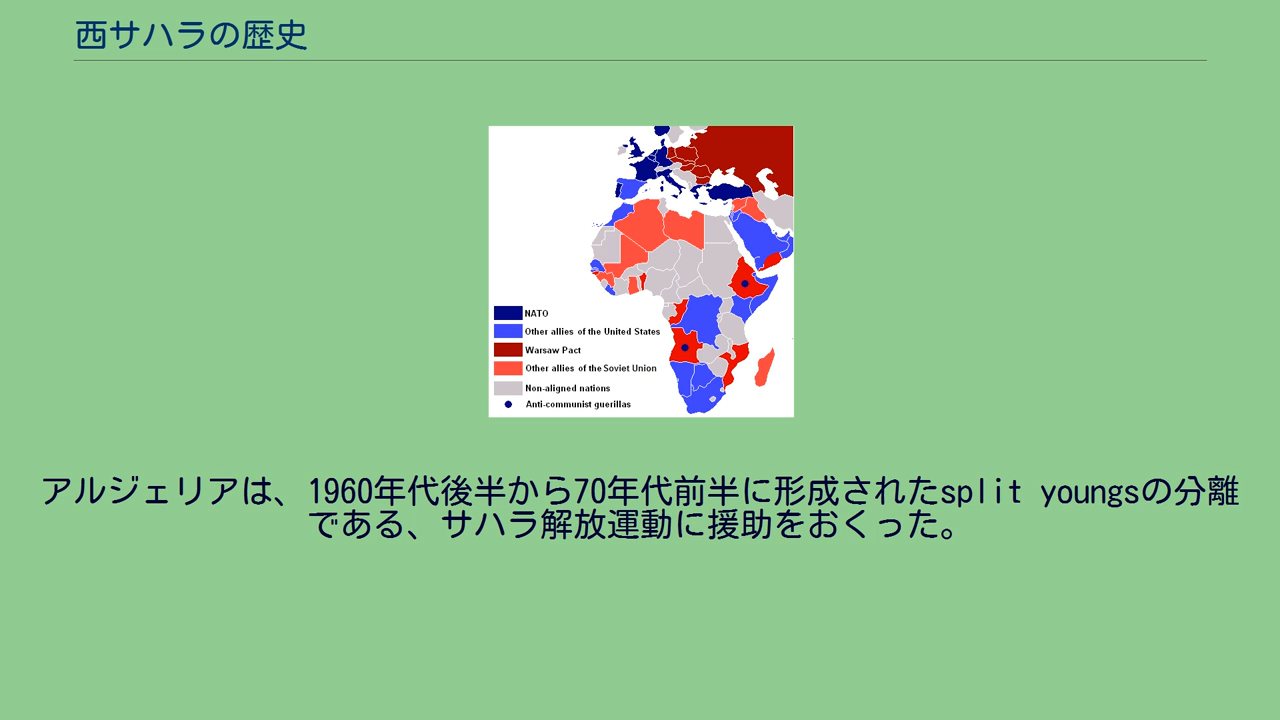 西サハラの歴史
NATO
Other allies of the United States
Warsaw Pact
Other allies of the Soviet Union
Non-aligned nations
Anti-communist guerillas
アルジェリアは、1960年代後半から70年代前半に形成されたsplit youngsの分離
である、サハラ解放運動に援助をおくった。